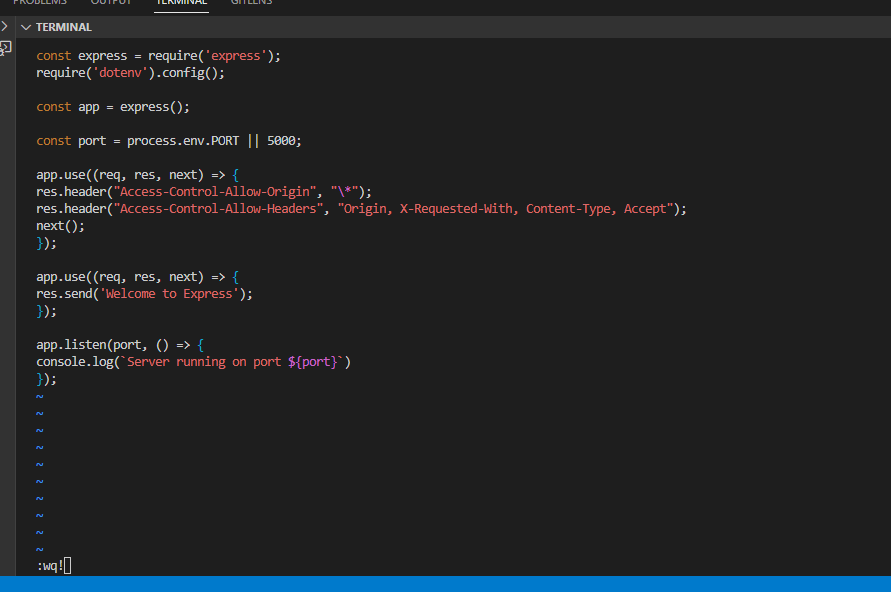 PROBLEMS OUTPUT TERMINAL GITLENS
TERMINAL
const express = require('express');
require('dotenv').config();
const app = express();
const port = process.env.PORT || 5000;
app.use((req, res, next) => {
res.header("Access-Control-Allow-Origin", "\*");
res.header("Access-Control-Allow-Headers", "Origin, X-Requested-With, Content-Type, Accept");
next();
});
app.use((req, res, next) => {
res.send('Welcome to Express');
});
app.listen(port, () => {
console.log(`Server running on port ${port}`)
});
~
~
~
~
~
~
~
~
~
~
:wq!